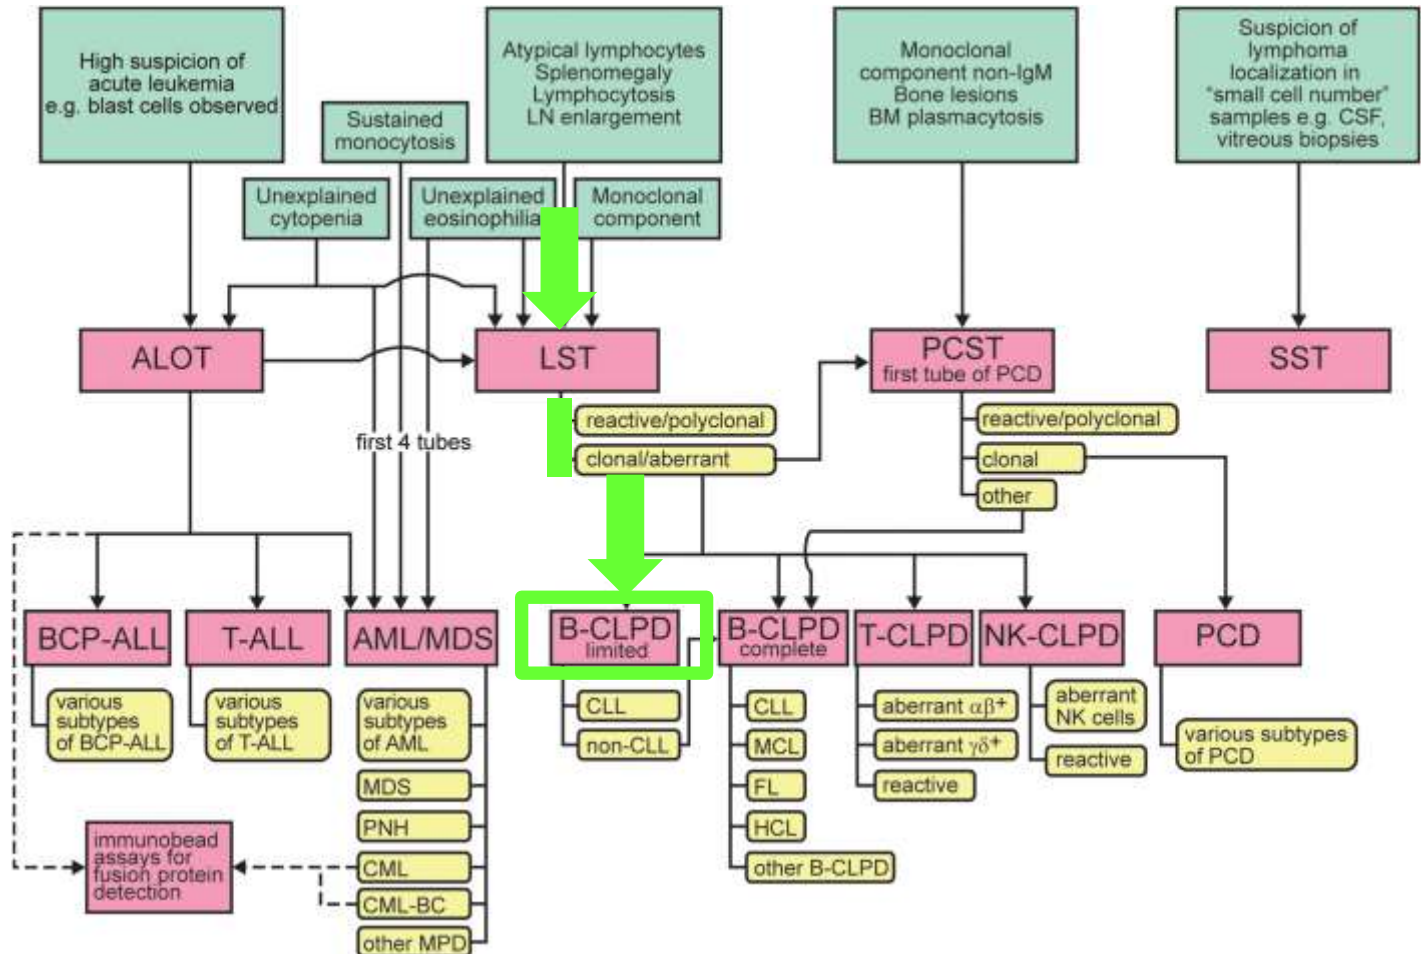 High suspicion of
acute leukemia
e.g. blast cells observed
Sustained
monocytosis
Atypical lymphocytes
Splenomegaly
Lymphocytosis
LN enlargement
Monoclonal
component non-IgM
Bone lesions
BM plasmacytosis
Suspicion of
lymphoma
localization in
"small cell number"
samples e.g. CSF,
vitreous biopsies
Unexplained
cytopenia
Unexplained
eosinophilia
Monoclonal
component
ALOT
LST
PCST
first tube of PCD
SST
first 4 tubes
reactive/polyclonal
clonal/aberrant
reactive/polyclonal
clonal
other
BCP-ALL
T-ALL
AML/MDS
B-CLPD
limited
B-CLPD
complete
T-CLPD
NK-CLPD
PCD
various
subtypes
of BCP-ALL
various
subtypes
of T-ALL
various
subtypes
of AML
MDS
PNH
CML
CML-BC
other MPD
CLL
non-CLL
CLL
MCL
FL
HCL
other B-CLPD
aberrant αβ+
aberrant γδ+
reactive
aberrant
NK cells
reactive
various subtypes
of PCD
immunobead
assays for
fusion protein
detection